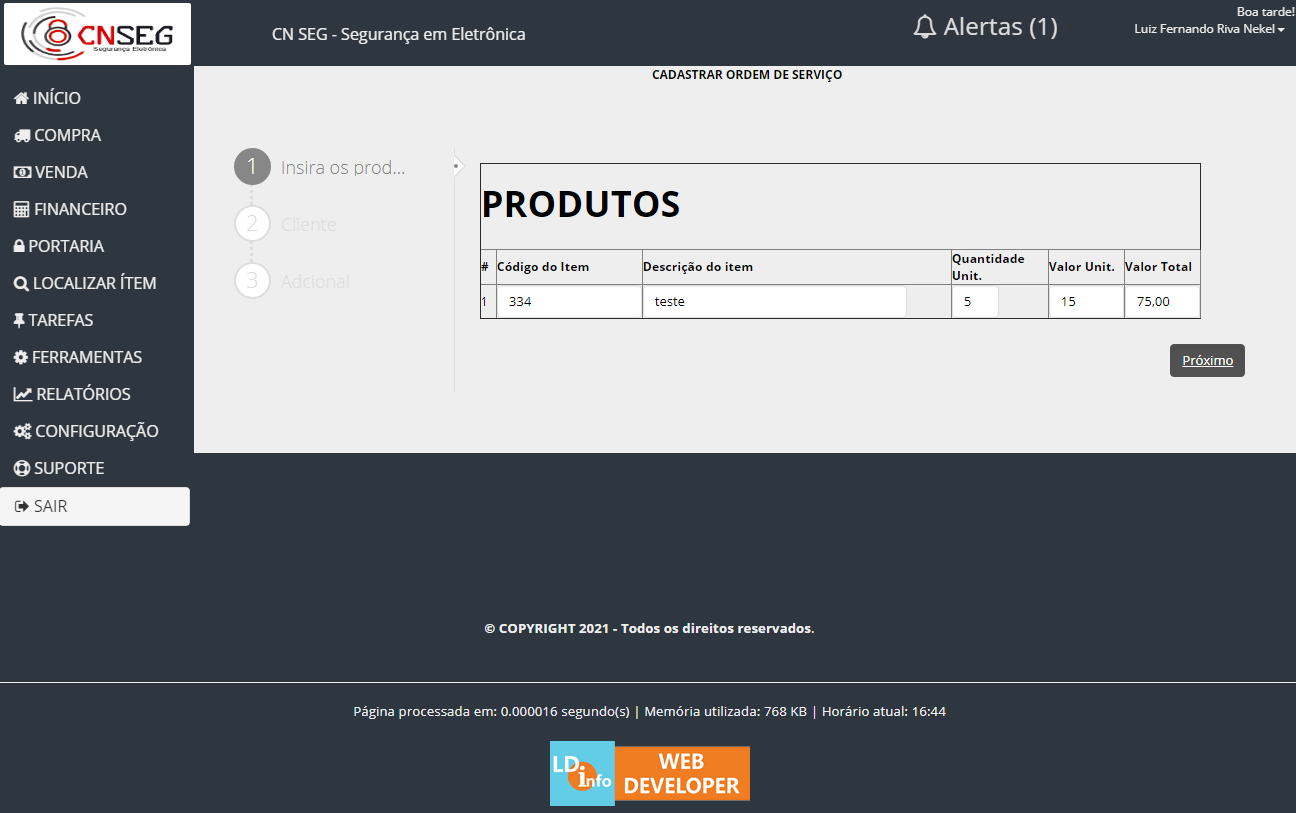 CNSEG
Segurança Eletrônica
CN SEG - Segurança em Eletrônica
Alertas (1)
Boa tarde!
Luiz Fernando Riva Nekel
INÍCIO
COMPRA
VENDA
FINANCEIRO
PORTARIA
LOCALIZAR ÍTEM
TAREFAS
FERRAMENTAS
RELATÓRIOS
CONFIGURAÇÃO
SUPORTE
SAIR
CADASTRAR ORDEM DE SERVIÇO
1 Insira os prod...
2 Cliente
3 Adcional
PRODUTOS
# Código do Item Descrição do item Quantidade Unit. Valor Unit. Valor Total
1 334 teste 5 15 75,00
Próximo
© COPYRIGHT 2021 - Todos os direitos reservados.
Página processada em: 0.000016 segundo(s) | Memória utilizada: 768 KB | Horário atual: 16:44
LDinfo
WEB
DEVELOPER